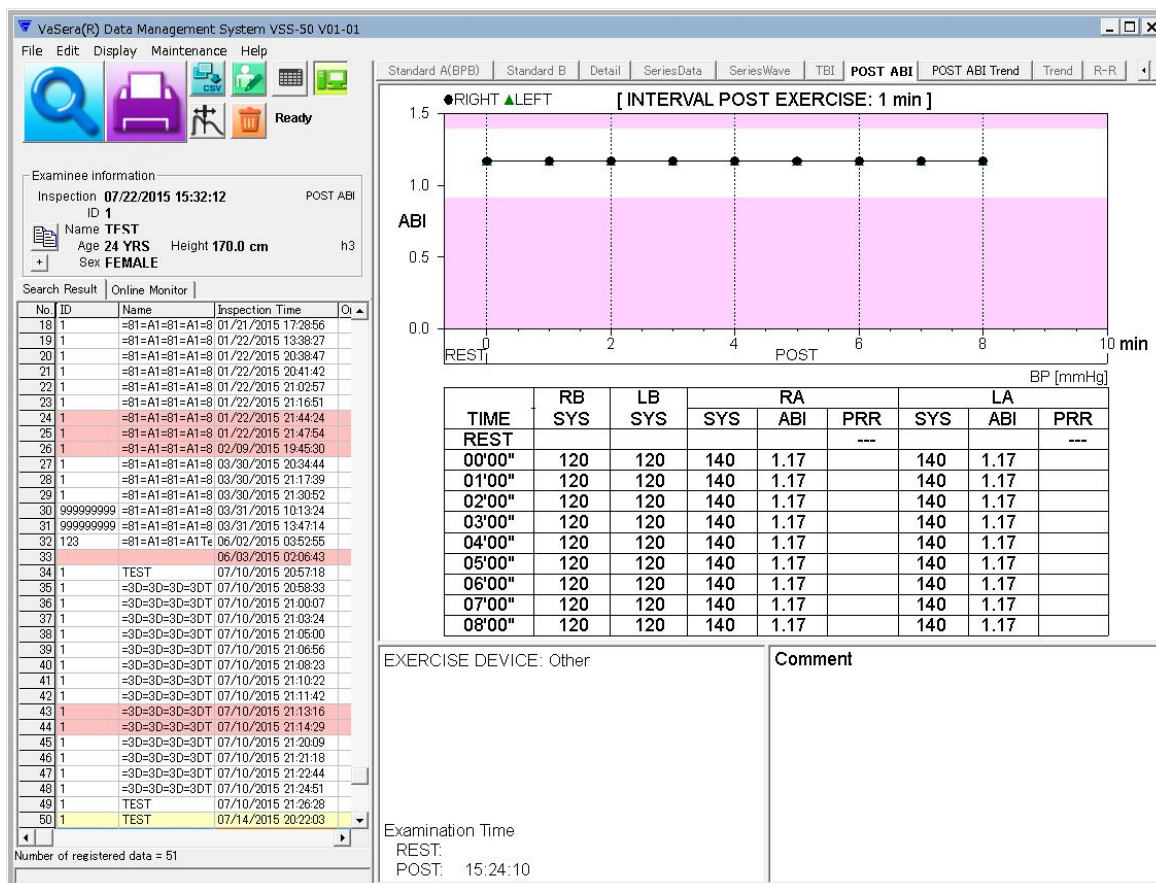 VaSera(R) Data Management System VSS-50 V01-01
File Edit Display Maintenance Help
CSV
Ready
Examinee information
Inspection 07/22/2015 15:32:12 POST ABI
ID 1
Name TEST
Age 24 YRS Height 170.0 cm h3
+ Sex FEMALE
Search Result Online Monitor
No. ID Name Inspection Time
18 1 =81=A1=81=A1=8 01/21/2015 17:28:56
19 1 =81=A1=81=A1=8 01/22/2015 13:38:27
20 1 =81=A1=81=A1=8 01/22/2015 20:38:47
21 1 =81=A1=81=A1=8 01/22/2015 20:41:42
22 1 =81=A1=81=A1=8 01/22/2015 21:02:57
23 1 =81=A1=81=A1=8 01/22/2015 21:16:51
24 1 =81=A1=81=A1=8 01/22/2015 21:44:24
25 1 =81=A1=81=A1=8 01/22/2015 21:47:54
26 1 =81=A1=81=A1=8 02/09/2015 19:45:30
27 1 =81=A1=81=A1=8 03/30/2015 20:34:44
28 1 =81=A1=81=A1=8 03/30/2015 21:17:39
29 1 =81=A1=81=A1=8 03/30/2015 21:30:52
30 999999999 =81=A1=81=A1=8 03/31/2015 10:13:24
31 999999999 =81=A1=81=A1=8 03/31/2015 13:47:14
32 123 =81=A1=81=A1Te 06/02/2015 03:52:55
33 06/03/2015 02:06:43
34 1 TEST 07/10/2015 20:57:18
35 1 =3D=3D=3D=3DT 07/10/2015 20:58:33
36 1 =3D=3D=3D=3DT 07/10/2015 21:00:07
37 1 =3D=3D=3D=3DT 07/10/2015 21:03:24
38 1 =3D=3D=3D=3DT 07/10/2015 21:05:00
39 1 =3D=3D=3D=3DT 07/10/2015 21:06:56
40 1 =3D=3D=3D=3DT 07/10/2015 21:08:23
41 1 =3D=3D=3D=3DT 07/10/2015 21:10:22
42 1 =3D=3D=3D=3DT 07/10/2015 21:11:42
43 1 =3D=3D=3D=3DT 07/10/2015 21:13:16
44 1 =3D=3D=3D=3DT 07/10/2015 21:14:29
45 1 =3D=3D=3D=3DT 07/10/2015 21:20:09
46 1 =3D=3D=3D=3DT 07/10/2015 21:21:18
47 1 =3D=3D=3D=3DT 07/10/2015 21:22:44
48 1 =3D=3D=3D=3DT 07/10/2015 21:24:51
49 1 TEST 07/10/2015 21:26:28
50 1 TEST 07/14/2015 20:22:03
Number of registered data = 51
Standard A(BPB) Standard B Detail SeriesData SeriesWave TBI POST ABI POST ABI Trend Trend R-R
●RIGHT ▲LEFT [ INTERVAL POST EXERCISE: 1 min ]
1.5
1.0
ABI
0.5
0.0
0 2 4 6 8 10 min
REST POST
BP [mmHg]
RB LB RA LA
TIME SYS SYS SYS ABI PRR SYS ABI PRR
REST --- ---
00'00" 120 120 140 1.17 140 1.17
01'00" 120 120 140 1.17 140 1.17
02'00" 120 120 140 1.17 140 1.17
03'00" 120 120 140 1.17 140 1.17
04'00" 120 120 140 1.17 140 1.17
05'00" 120 120 140 1.17 140 1.17
06'00" 120 120 140 1.17 140 1.17
07'00" 120 120 140 1.17 140 1.17
08'00" 120 120 140 1.17 140 1.17
EXERCISE DEVICE: Other
Examination Time
REST:
POST: 15:24:10
Comment